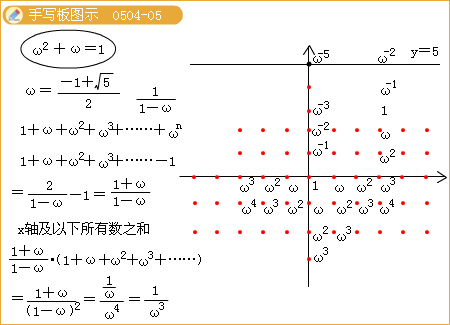 手写板图示 0504-05
ω²+ω=1
ω=(-1+√5)/2 1/(1-ω)
1+ω+ω²+ω³+……+ωⁿ
1+ω+ω²+ω³+……-1
=2/(1-ω)-1=(1+ω)/(1-ω)
x轴及以下所有数之和
(1+ω)/(1-ω)•(1+ω+ω²+ω³+……)
=(1+ω)/(1-ω)²=(1/ω)/ω⁴=1/ω³
ω⁻⁵ ω⁻² y=5
ω⁻¹
ω⁻³ 1
ω⁻² ω
ω⁻¹ ω²
ω³ ω² ω 1 ω ω² ω³
ω⁴ ω³ ω² ω ω² ω³ ω⁴
ω² ω³
ω³